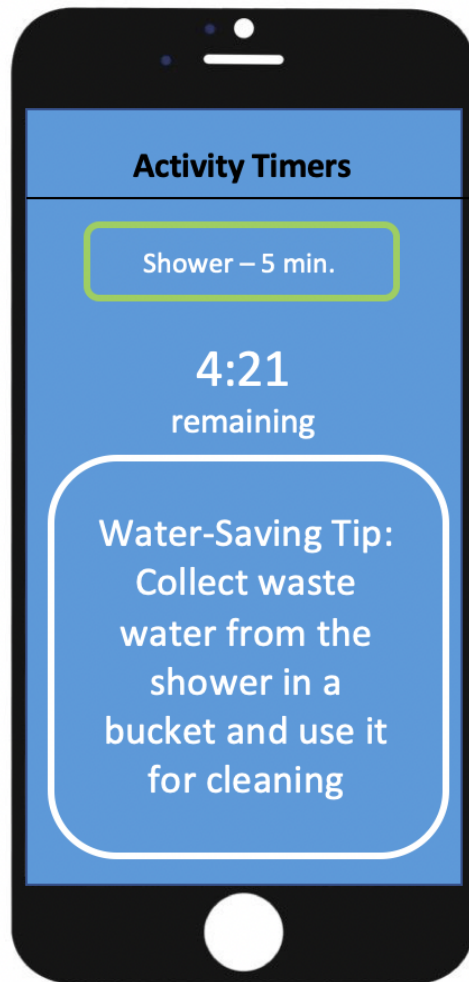 Activity Timers
Shower – 5 min.
4:21
remaining
Water-Saving Tip:
Collect waste
water from the
shower in a
bucket and use it
for cleaning